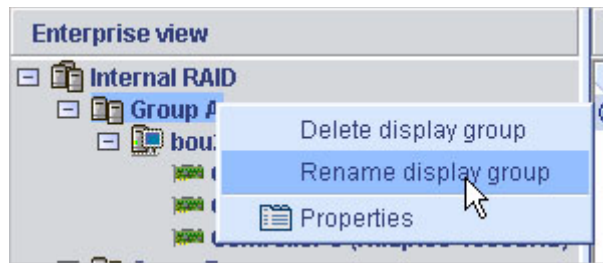 Enterprise view
Internal RAID
Group A
Delete display group
Rename display group
Properties